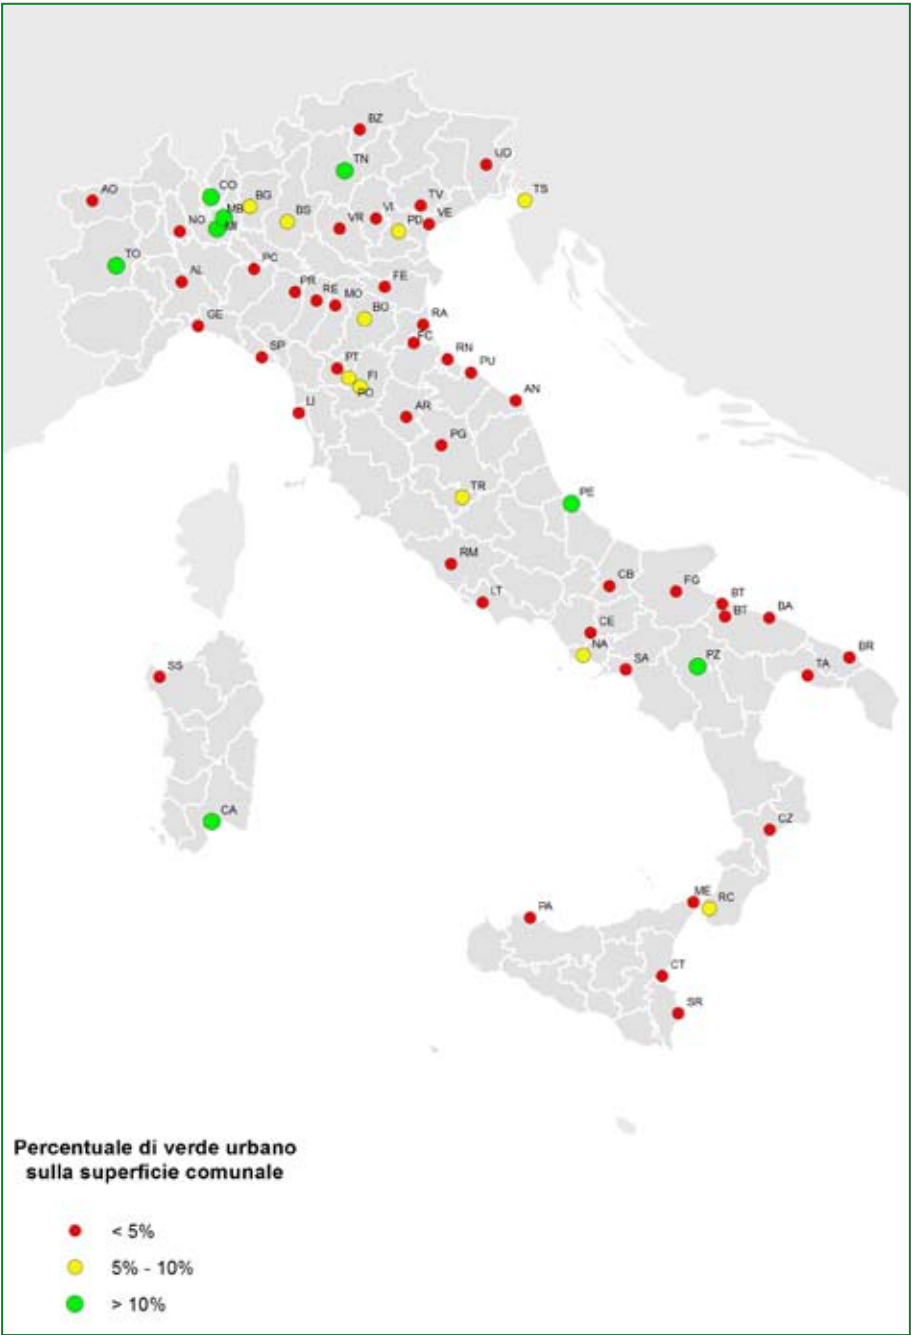 BZ
UD
TN
TS
AO
CO
BG
MB
MI
BS
TV
VI
VE
NO
VR
PD
TO
PC
AL
PR
RE
MO
FE
BO
RA
GE
FC
SP
PT
RN
PU
FI
PO
AN
LI
AR
PG
TR
PE
RM
CB
FG
LT
BT
BT
BA
CE
NA
SA
PZ
BR
TA
SS
CA
CZ
ME
RC
PA
CT
SR
Percentuale di verde urbano
sulla superficie comunale
< 5%
5% - 10%
> 10%